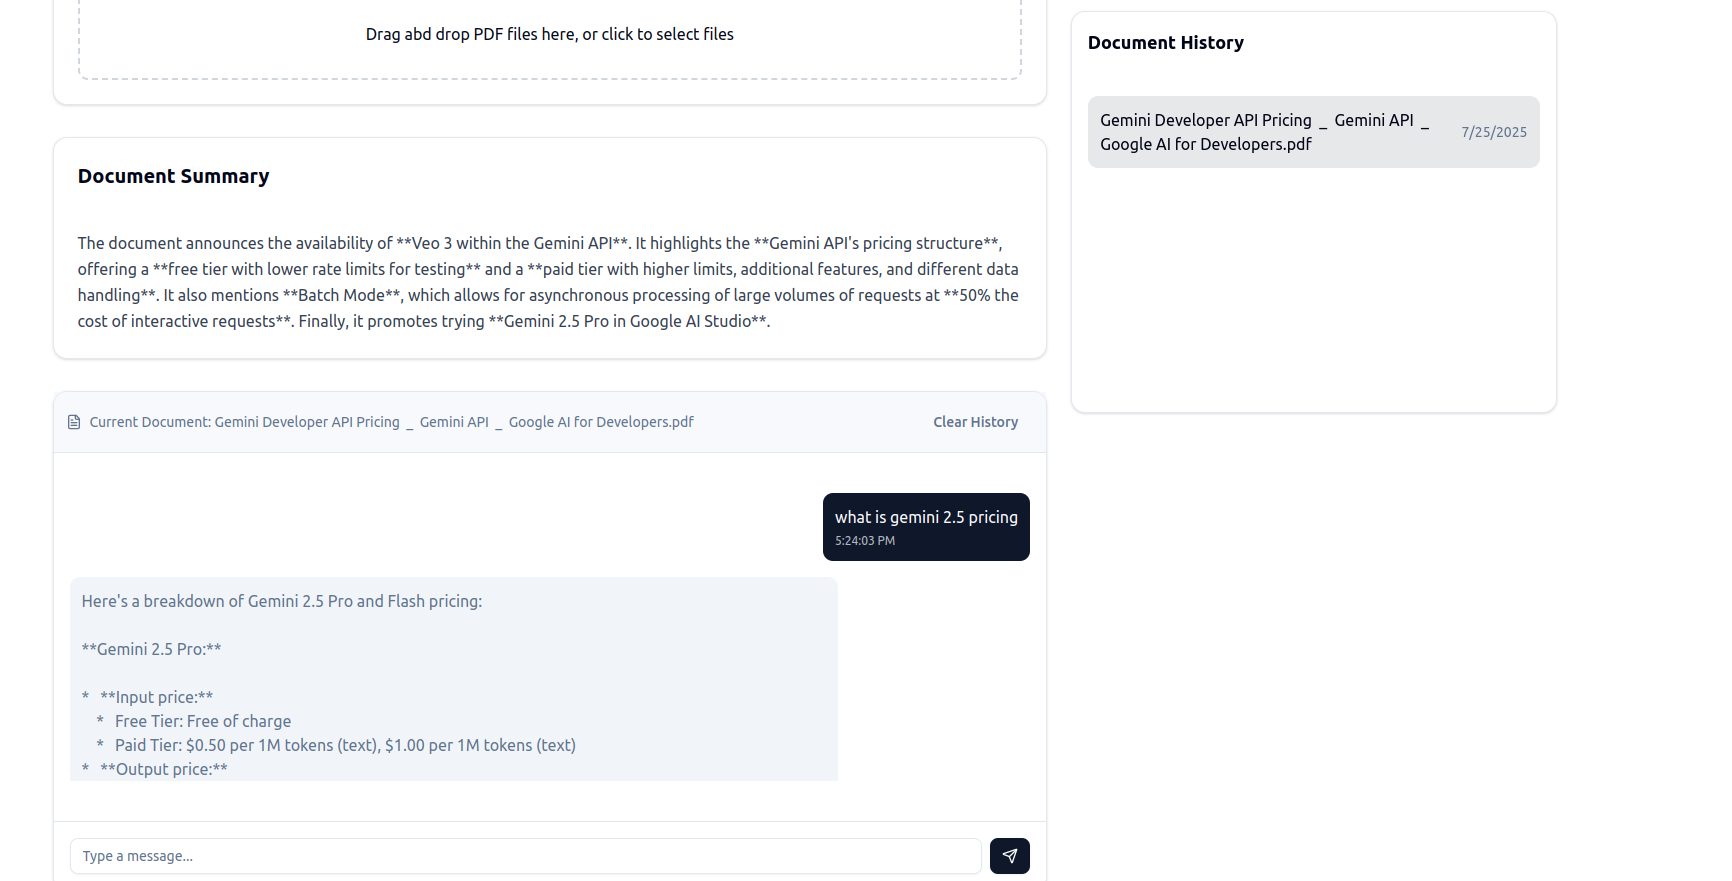 Drag abd drop PDF files here, or click to select files
Document Summary
The document announces the availability of **Veo 3 within the Gemini API**. It highlights the **Gemini API's pricing structure**,
offering a **free tier with lower rate limits for testing** and a **paid tier with higher limits, additional features, and different data
handling**. It also mentions **Batch Mode**, which allows for asynchronous processing of large volumes of requests at **50% the
cost of interactive requests**. Finally, it promotes trying **Gemini 2.5 Pro in Google AI Studio**.
Current Document: Gemini Developer API Pricing _ Gemini API _ Google AI for Developers.pdf
Clear History
what is gemini 2.5 pricing
5:24:03 PM
Here's a breakdown of Gemini 2.5 Pro and Flash pricing:
**Gemini 2.5 Pro:**
* **Input price:**
* Free Tier: Free of charge
* Paid Tier: $0.50 per 1M tokens (text), $1.00 per 1M tokens (text)
* **Output price:**
Type a message...
Document History
Gemini Developer API Pricing _ Gemini API _
Google AI for Developers.pdf
7/25/2025